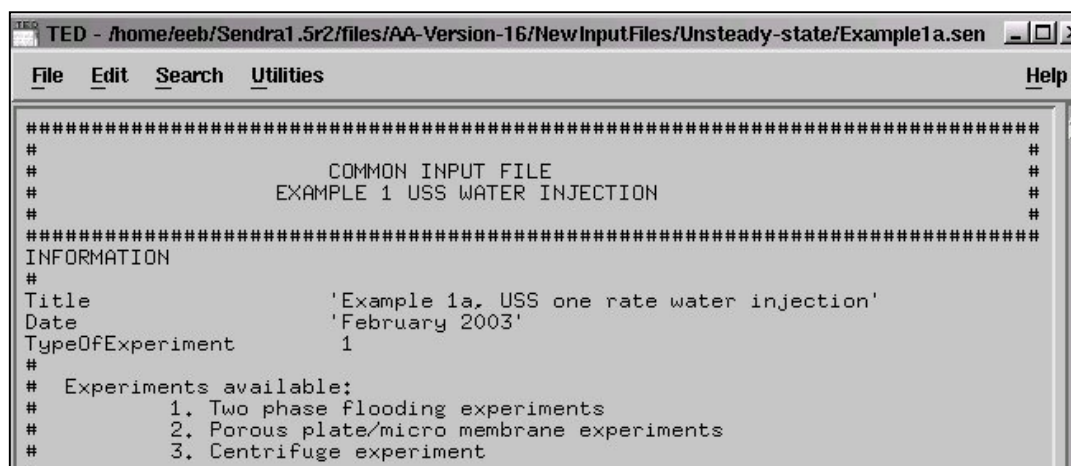 TED - /home/eeb/Sendra1.5r2/files/AA-Version-16/NewInputFiles/Unsteady-state/Example1a.sen
File Edit Search Utilities Help
##############################################################################
# #
# COMMON INPUT FILE #
# EXAMPLE 1 USS WATER INJECTION #
# #
##############################################################################
INFORMATION
#
Title 'Example 1a, USS one rate water injection'
Date 'February 2003'
TypeOfExperiment 1
#
# Experiments available:
# 1. Two phase flooding experiments
# 2. Porous plate/micro membrane experiments
# 3. Centrifuge experiment